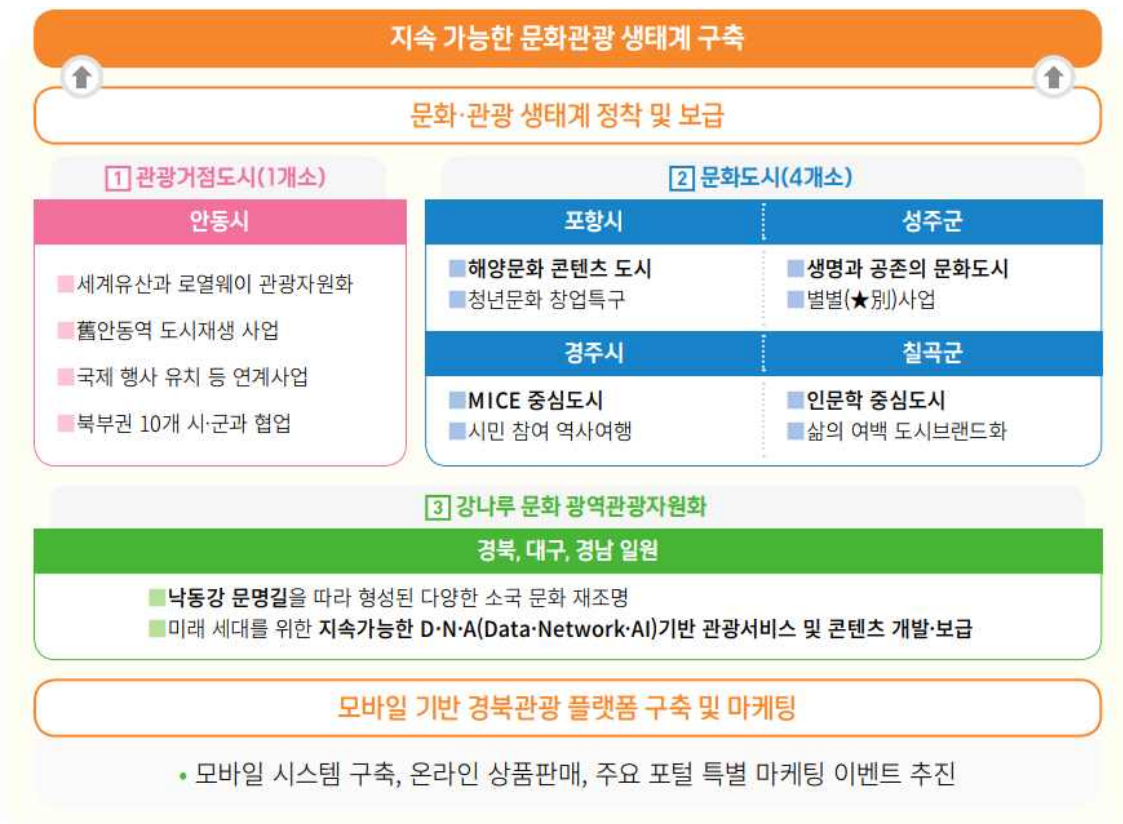 지속 가능한 문화관광 생태계 구축
문화·관광 생태계 정착 및 보급
1 관광거점도시(1개소)
안동시
■세계유산과 로열웨이 관광자원화
■舊안동역 도시재생 사업
■국제 행사 유치 등 연계사업
■북부권 10개 시·군과 협업
2 문화도시(4개소)
포항시
■해양문화 콘텐츠 도시
■청년문화 창업특구
성주군
■생명과 공존의 문화도시
■별별(★別)사업
경주시
■MICE 중심도시
■시민 참여 역사여행
칠곡군
■인문학 중심도시
■삶의 여백 도시브랜드화
3 강나루 문화 광역관광자원화
경북, 대구, 경남 일원
■낙동강 문명길을 따라 형성된 다양한 소국 문화 재조명
■미래 세대를 위한 지속가능한 D·N·A(Data·Network·AI)기반 관광서비스 및 콘텐츠 개발·보급
모바일 기반 경북관광 플랫폼 구축 및 마케팅
• 모바일 시스템 구축, 온라인 상품판매, 주요 포털 특별 마케팅 이벤트 추진